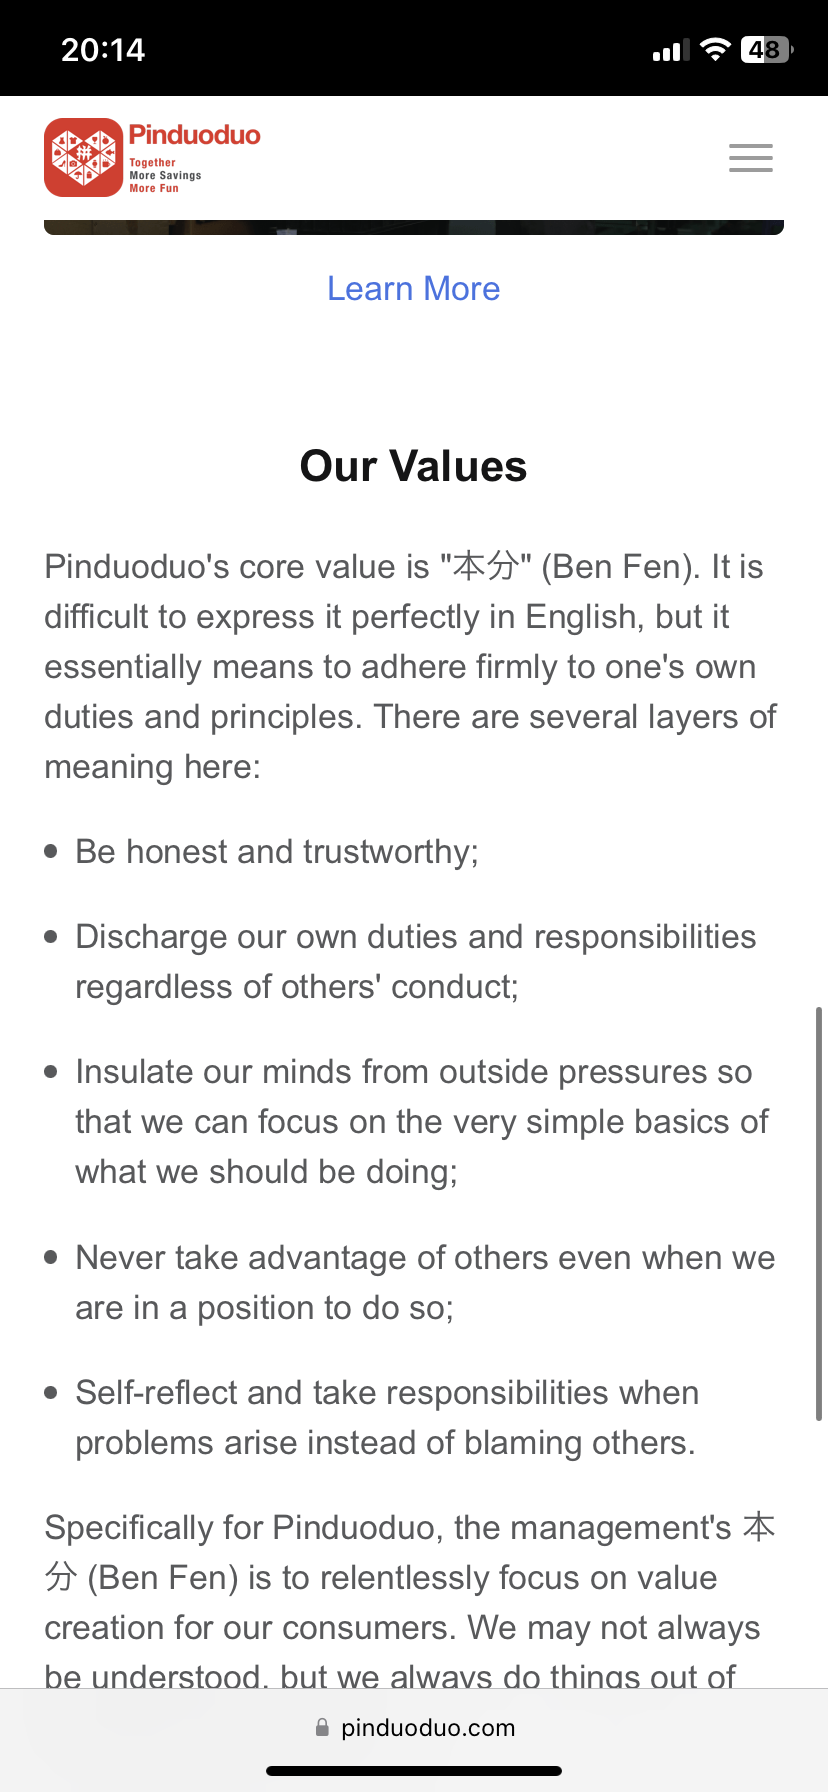 20:14
48
Pinduoduo
Together
More Savings
More Fun
Learn More
Our Values
Pinduoduo's core value is "本分" (Ben Fen). It is
difficult to express it perfectly in English, but it
essentially means to adhere firmly to one's own
duties and principles. There are several layers of
meaning here:
• Be honest and trustworthy;
• Discharge our own duties and responsibilities
regardless of others' conduct;
• Insulate our minds from outside pressures so
that we can focus on the very simple basics of
what we should be doing;
• Never take advantage of others even when we
are in a position to do so;
• Self-reflect and take responsibilities when
problems arise instead of blaming others.
Specifically for Pinduoduo, the management's 本
分 (Ben Fen) is to relentlessly focus on value
creation for our consumers. We may not always
be understood, but we always do things out of
pinduoduo.com